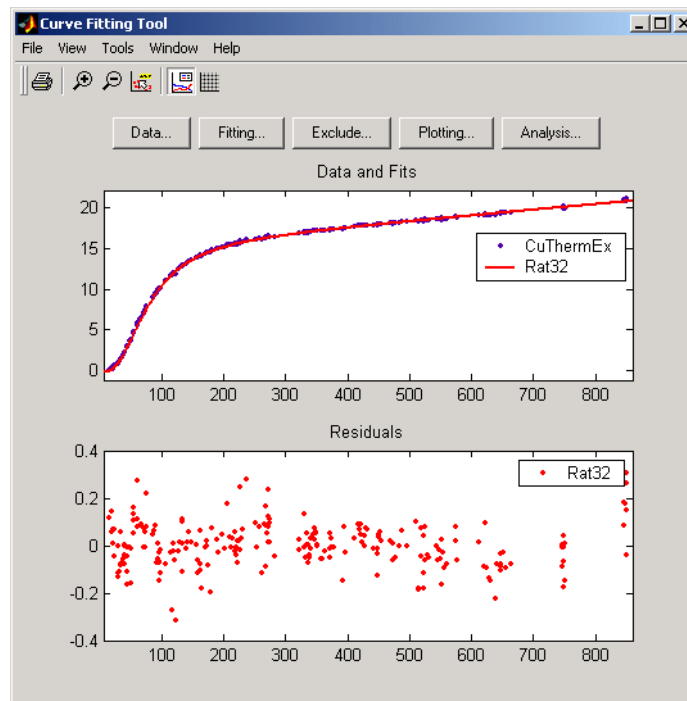 Curve Fitting Tool
File View Tools Window Help
Data... Fitting... Exclude... Plotting... Analysis...
Data and Fits
20
15
10
5
0
CuThermEx
Rat32
100 200 300 400 500 600 700 800
Residuals
0.4
0.2
0
-0.2
-0.4
Rat32
100 200 300 400 500 600 700 800